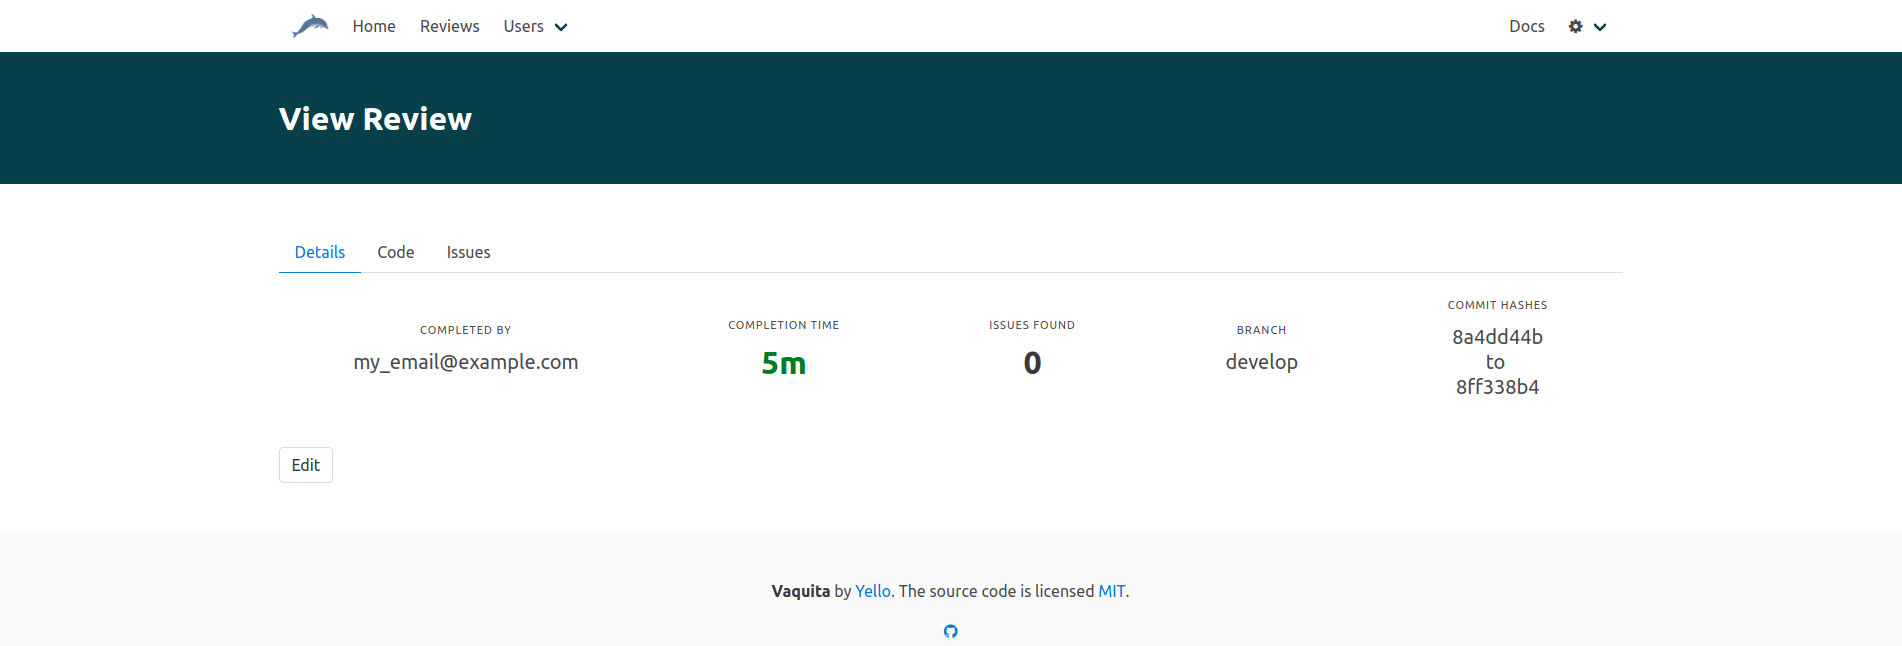 Home Reviews Users Docs
View Review
Details Code Issues
COMPLETED BY
my_email@example.com
COMPLETION TIME
5m
ISSUES FOUND
0
BRANCH
develop
COMMIT HASHES
8a4dd44b
to
8ff338b4
Edit
Vaquita by Yello. The source code is licensed MIT.